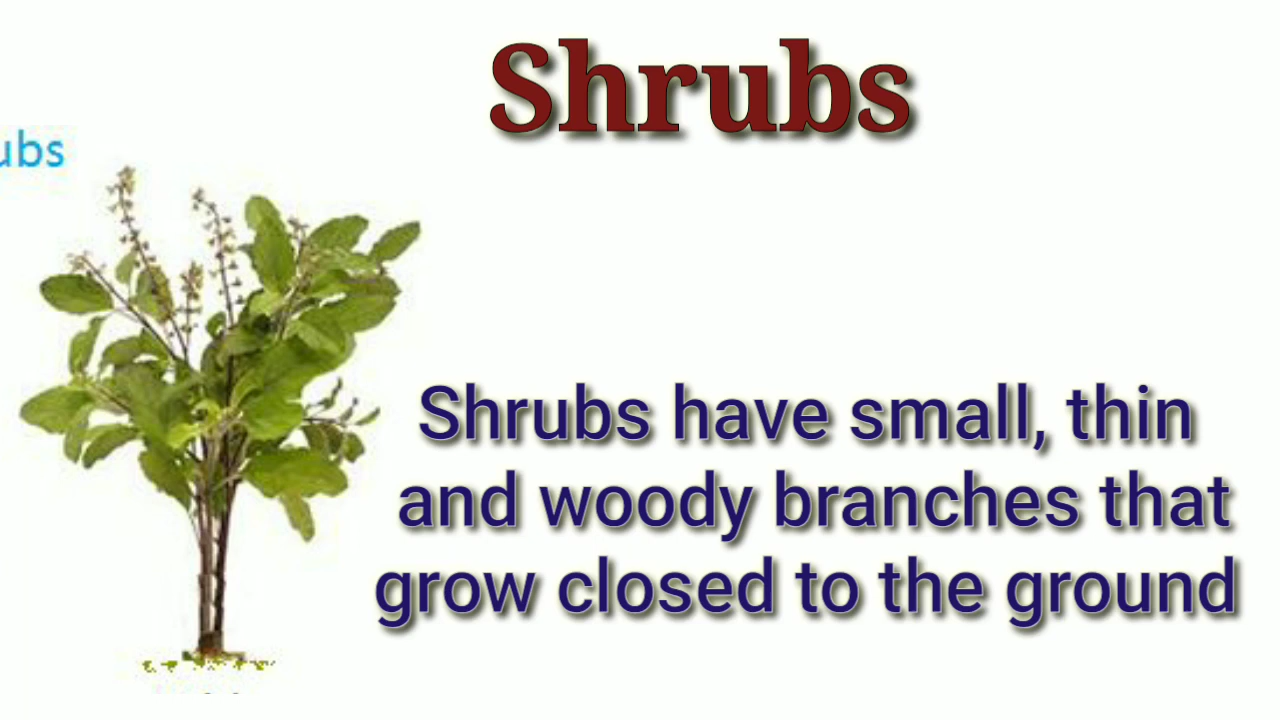 Shrubs
ubs
Shrubs have small, thin
and woody branches that
grow closed to the ground